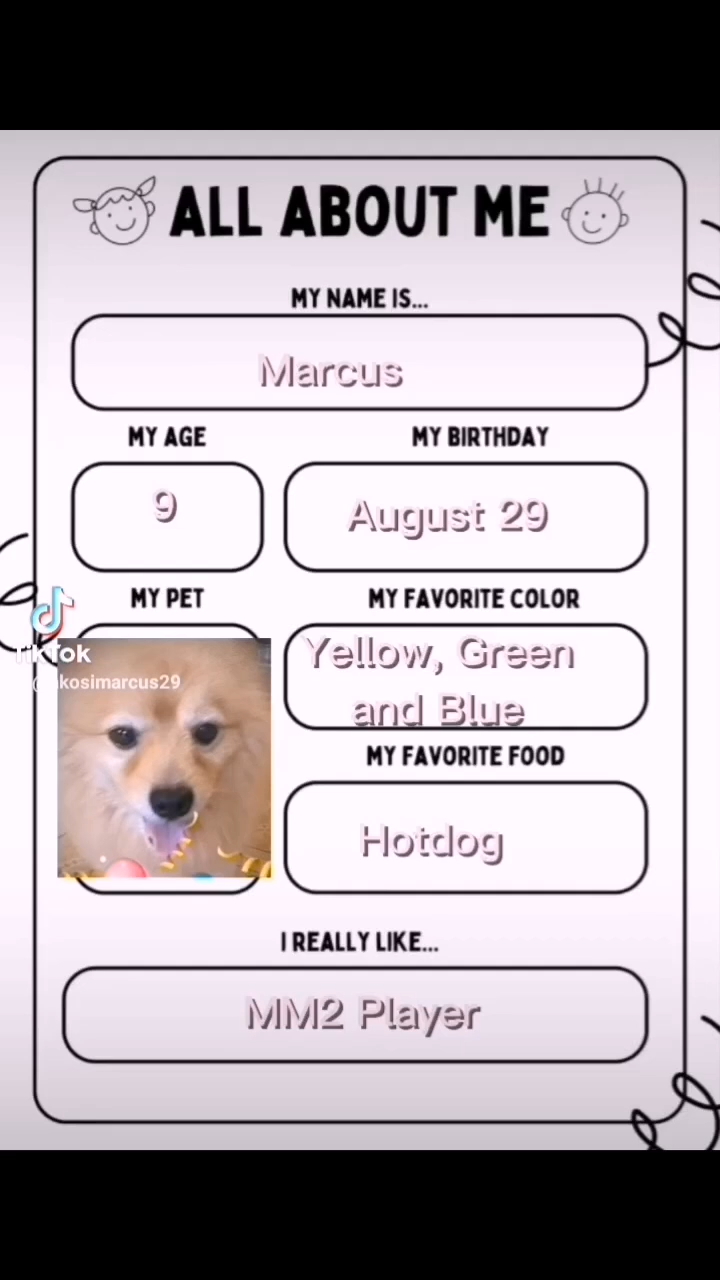 ALL ABOUT ME
MY NAME IS...
Marcus
MY AGE
MY BIRTHDAY
9
August 29
MY PET
MY FAVORITE COLOR
Yellow, Green
and Blue
TikTok
MY FAVORITE FOOD
Hotdog
I REALLY LIKE...
MM2 Player